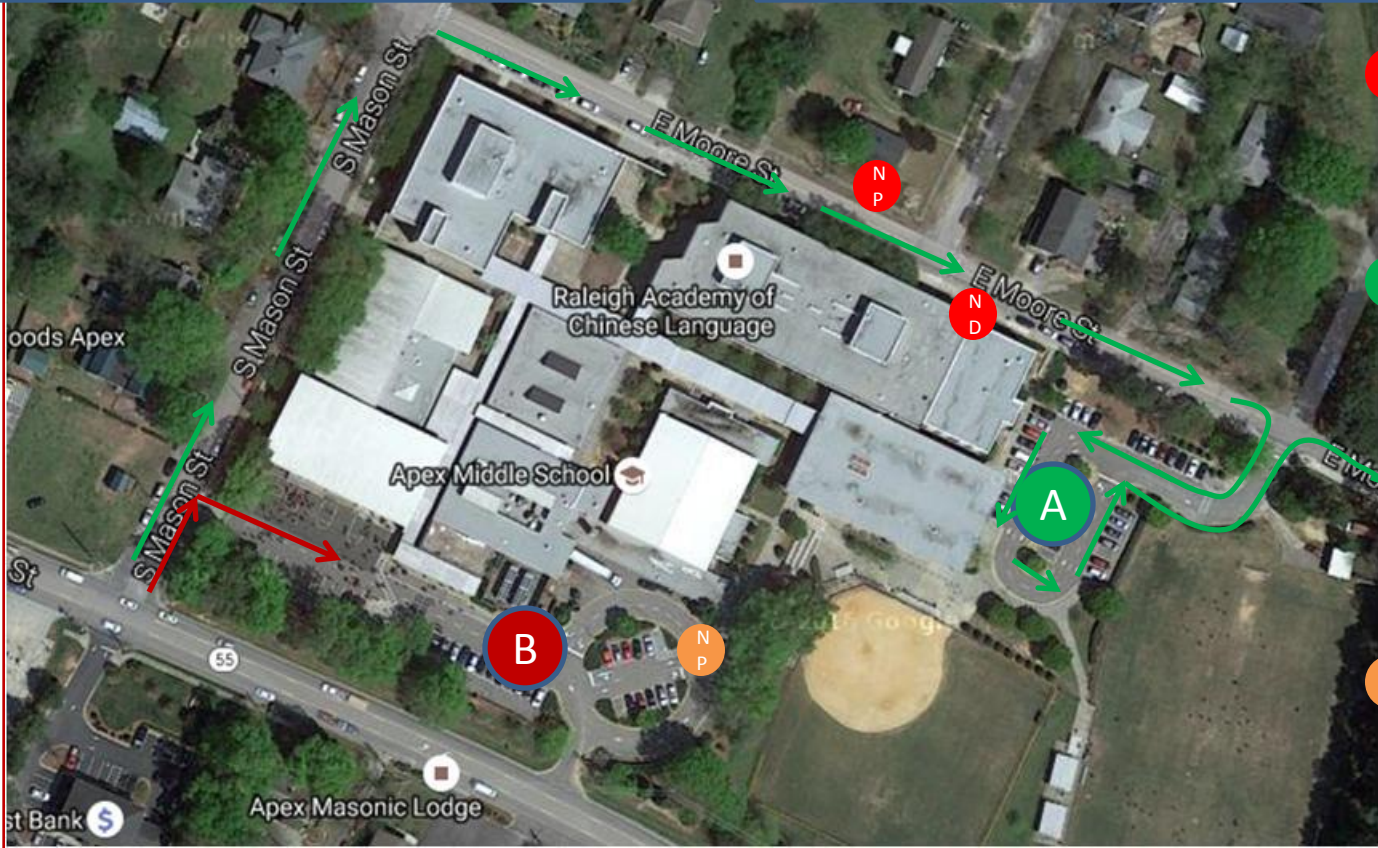 S Mason St
E Moore St
N
P
Raleigh Academy of
Chinese Language
E Moore St
N
D
S Mason St
oods Apex
Apex Middle School
A
E Mo
S Mason St
St
B
N
P
55
Apex Masonic Lodge
st Bank
$